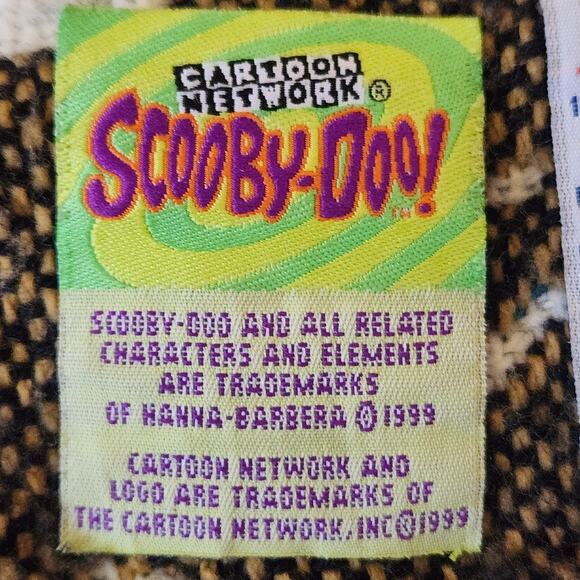 CARTOON
NETWORK®
SCOOBY-DOO!™
SCOOBY-DOO AND ALL RELATED
CHARACTERS AND ELEMENTS
ARE TRADEMARKS
OF HANNA-BARBERA © 1999
CARTOON NETWORK AND
LOGO ARE TRADEMARKS OF
THE CARTOON NETWORK, INC©1999